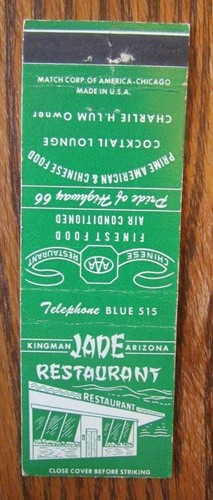 MATCH CORP. OF AMERICA - CHICAGO
MADE IN U.S.A.
CHARLIE H. LUM Owner
COCKTAIL LOUNGE
PRIME AMERICAN & CHINESE FOOD
Pride of Highway 66
AIR CONDITIONED
FINEST FOOD
CHINESE AAA RESTAURANT
Telephone BLUE 515
KINGMAN JADE ARIZONA
RESTAURANT
RESTAURANT
CLOSE COVER BEFORE STRIKING